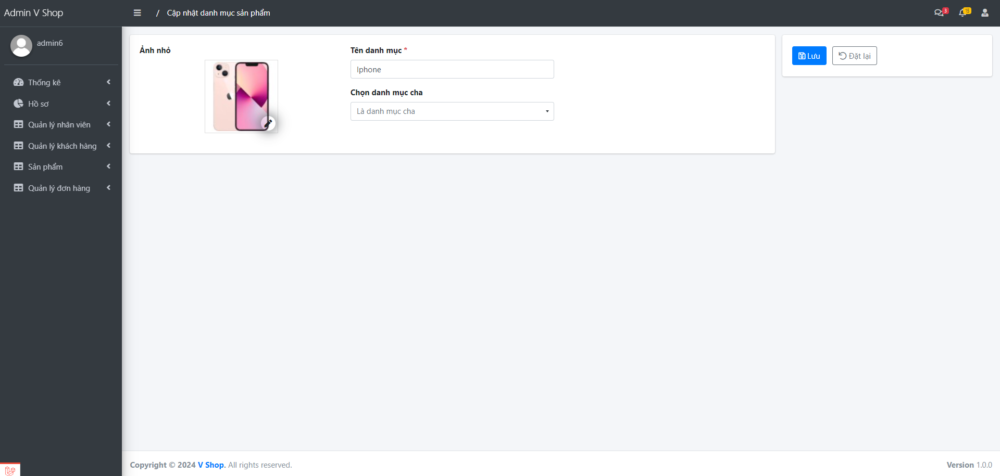 Admin V Shop
/ Cập nhật danh mục sản phẩm
3
15
admin6
Thống kê
Hồ sơ
Quản lý nhân viên
Quản lý khách hàng
Sản phẩm
Quản lý đơn hàng
Ảnh nhỏ
Tên danh mục *
Iphone
Chọn danh mục cha
Là danh mục cha
Lưu
Đặt lại
Copyright © 2024 V Shop. All rights reserved.
Version 1.0.0